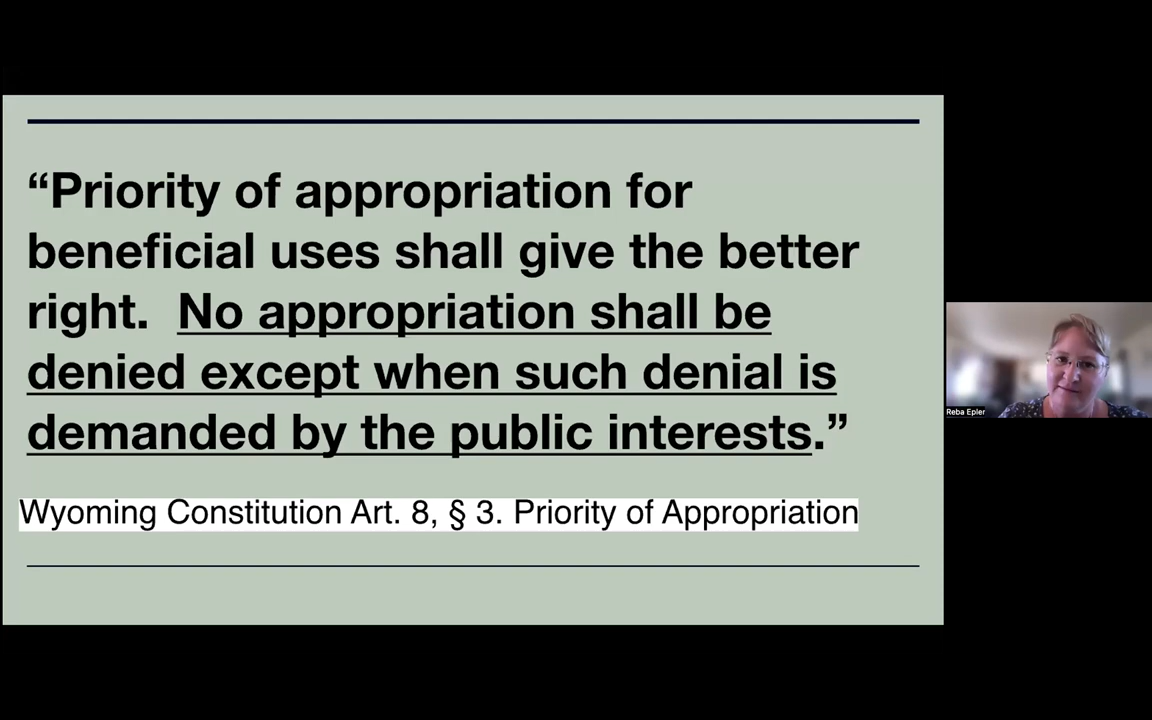 “Priority of appropriation for
beneficial uses shall give the better
right. No appropriation shall be
denied except when such denial is
demanded by the public interests.”
Wyoming Constitution Art. 8, § 3. Priority of Appropriation
Reba Epler